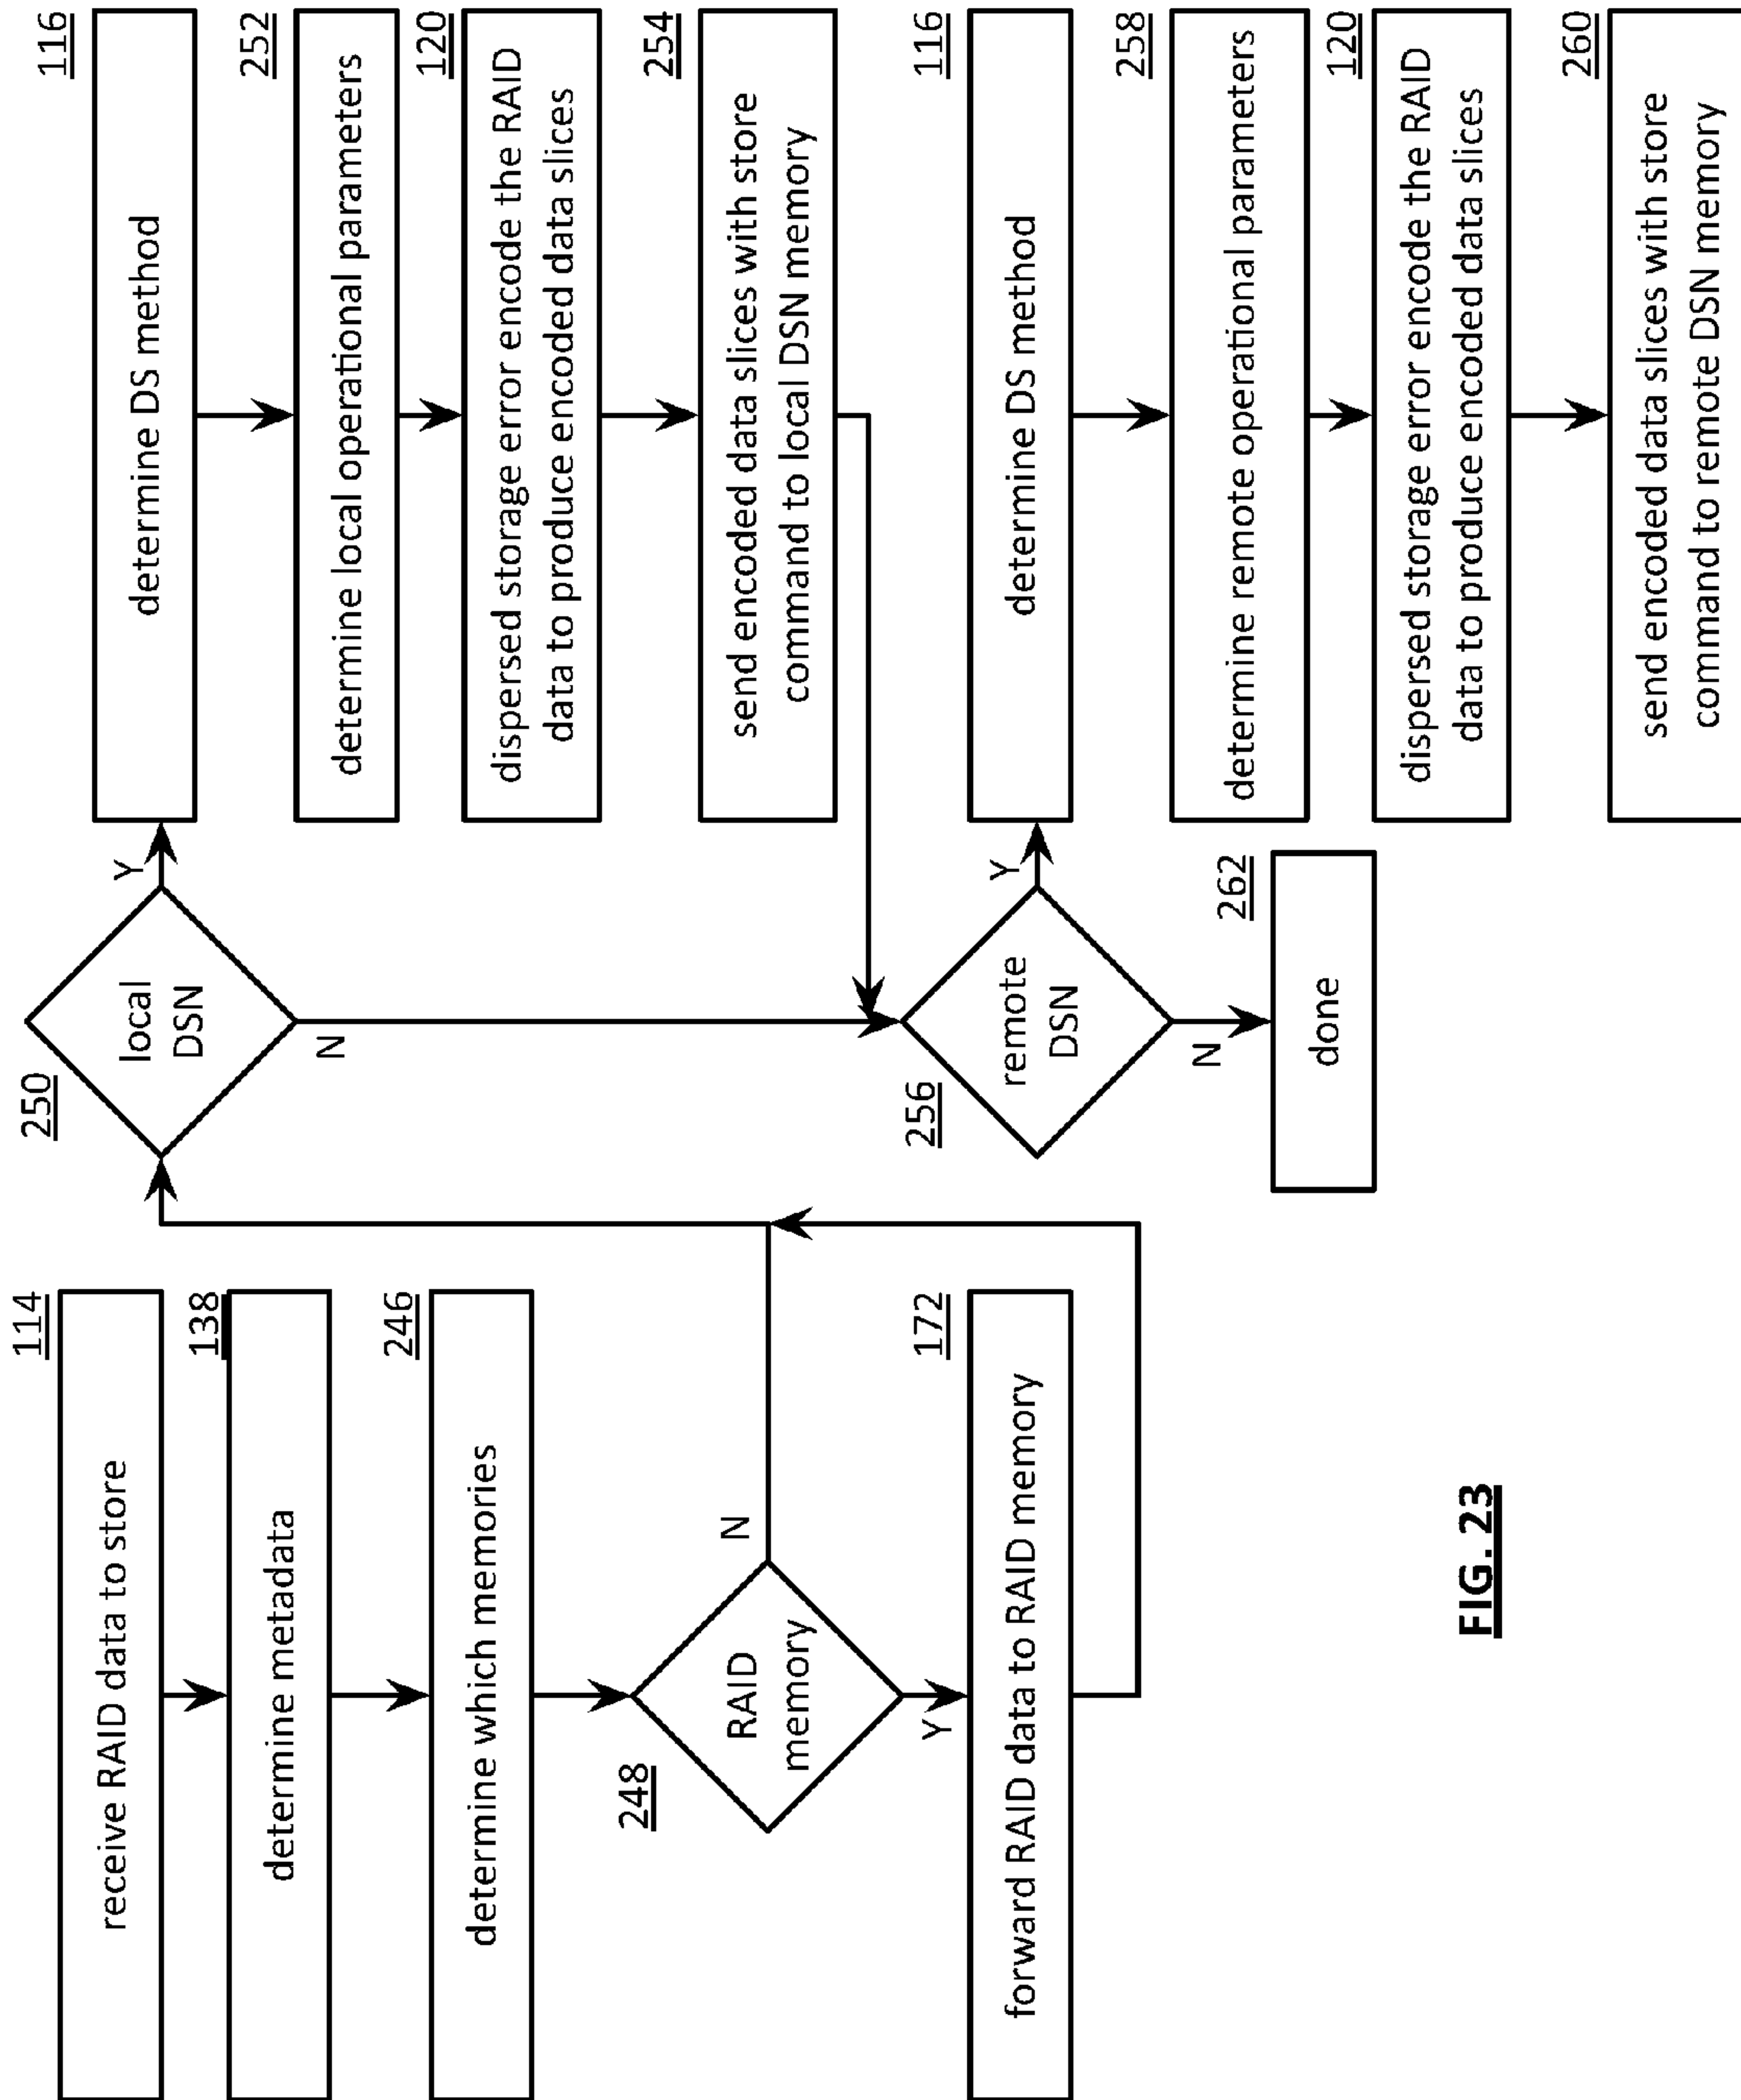 114
receive RAID data to store
138
determine metadata
246
determine which memories
248
RAID
memory
N
Y
172
forward RAID data to RAID memory
250
local
DSN
Y
N
116
determine DS method
252
determine local operational parameters
120
dispersed storage error encode the RAID
data to produce encoded data slices
254
send encoded data slices with store
command to local DSN memory
256
remote
DSN
Y
N
262
done
116
determine DS method
258
determine remote operational parameters
120
dispersed storage error encode the RAID
data to produce encoded data slices
260
send encoded data slices with store
command to remote DSN memory
FIG. 23